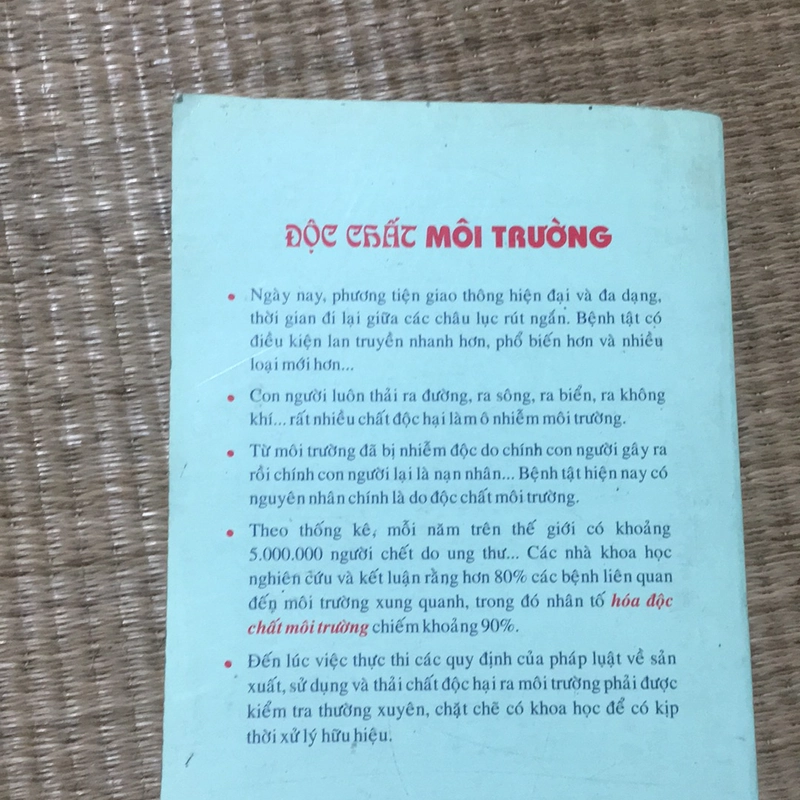 ĐỘC CHẤT MÔI TRƯỜNG
• Ngày nay, phương tiện giao thông hiện đại và đa dạng,
thời gian đi lại giữa các châu lục rút ngắn. Bệnh tật có
điều kiện lan truyền nhanh hơn, phổ biến hơn và nhiều
loại mới hơn...
• Con người luôn thải ra đường, ra sông, ra biển, ra không
khí... rất nhiều chất độc hại làm ô nhiễm môi trường.
• Từ môi trường đã bị nhiễm độc do chính con người gây ra
rồi chính con người lại là nạn nhân... Bệnh tật hiện nay có
nguyên nhân chính là do độc chất môi trường.
• Theo thống kê, mỗi năm trên thế giới có khoảng
5.000.000 người chết do ung thư... Các nhà khoa học
nghiên cứu và kết luận rằng hơn 80% các bệnh liên quan
đến môi trường xung quanh, trong đó nhân tố hóa độc
chất môi trường chiếm khoảng 90%.
• Đến lúc việc thực thi các quy định của pháp luật về sản
xuất, sử dụng và thải chất độc hại ra môi trường phải được
kiểm tra thường xuyên, chặt chẽ có khoa học để có kịp
thời xử lý hữu hiệu.